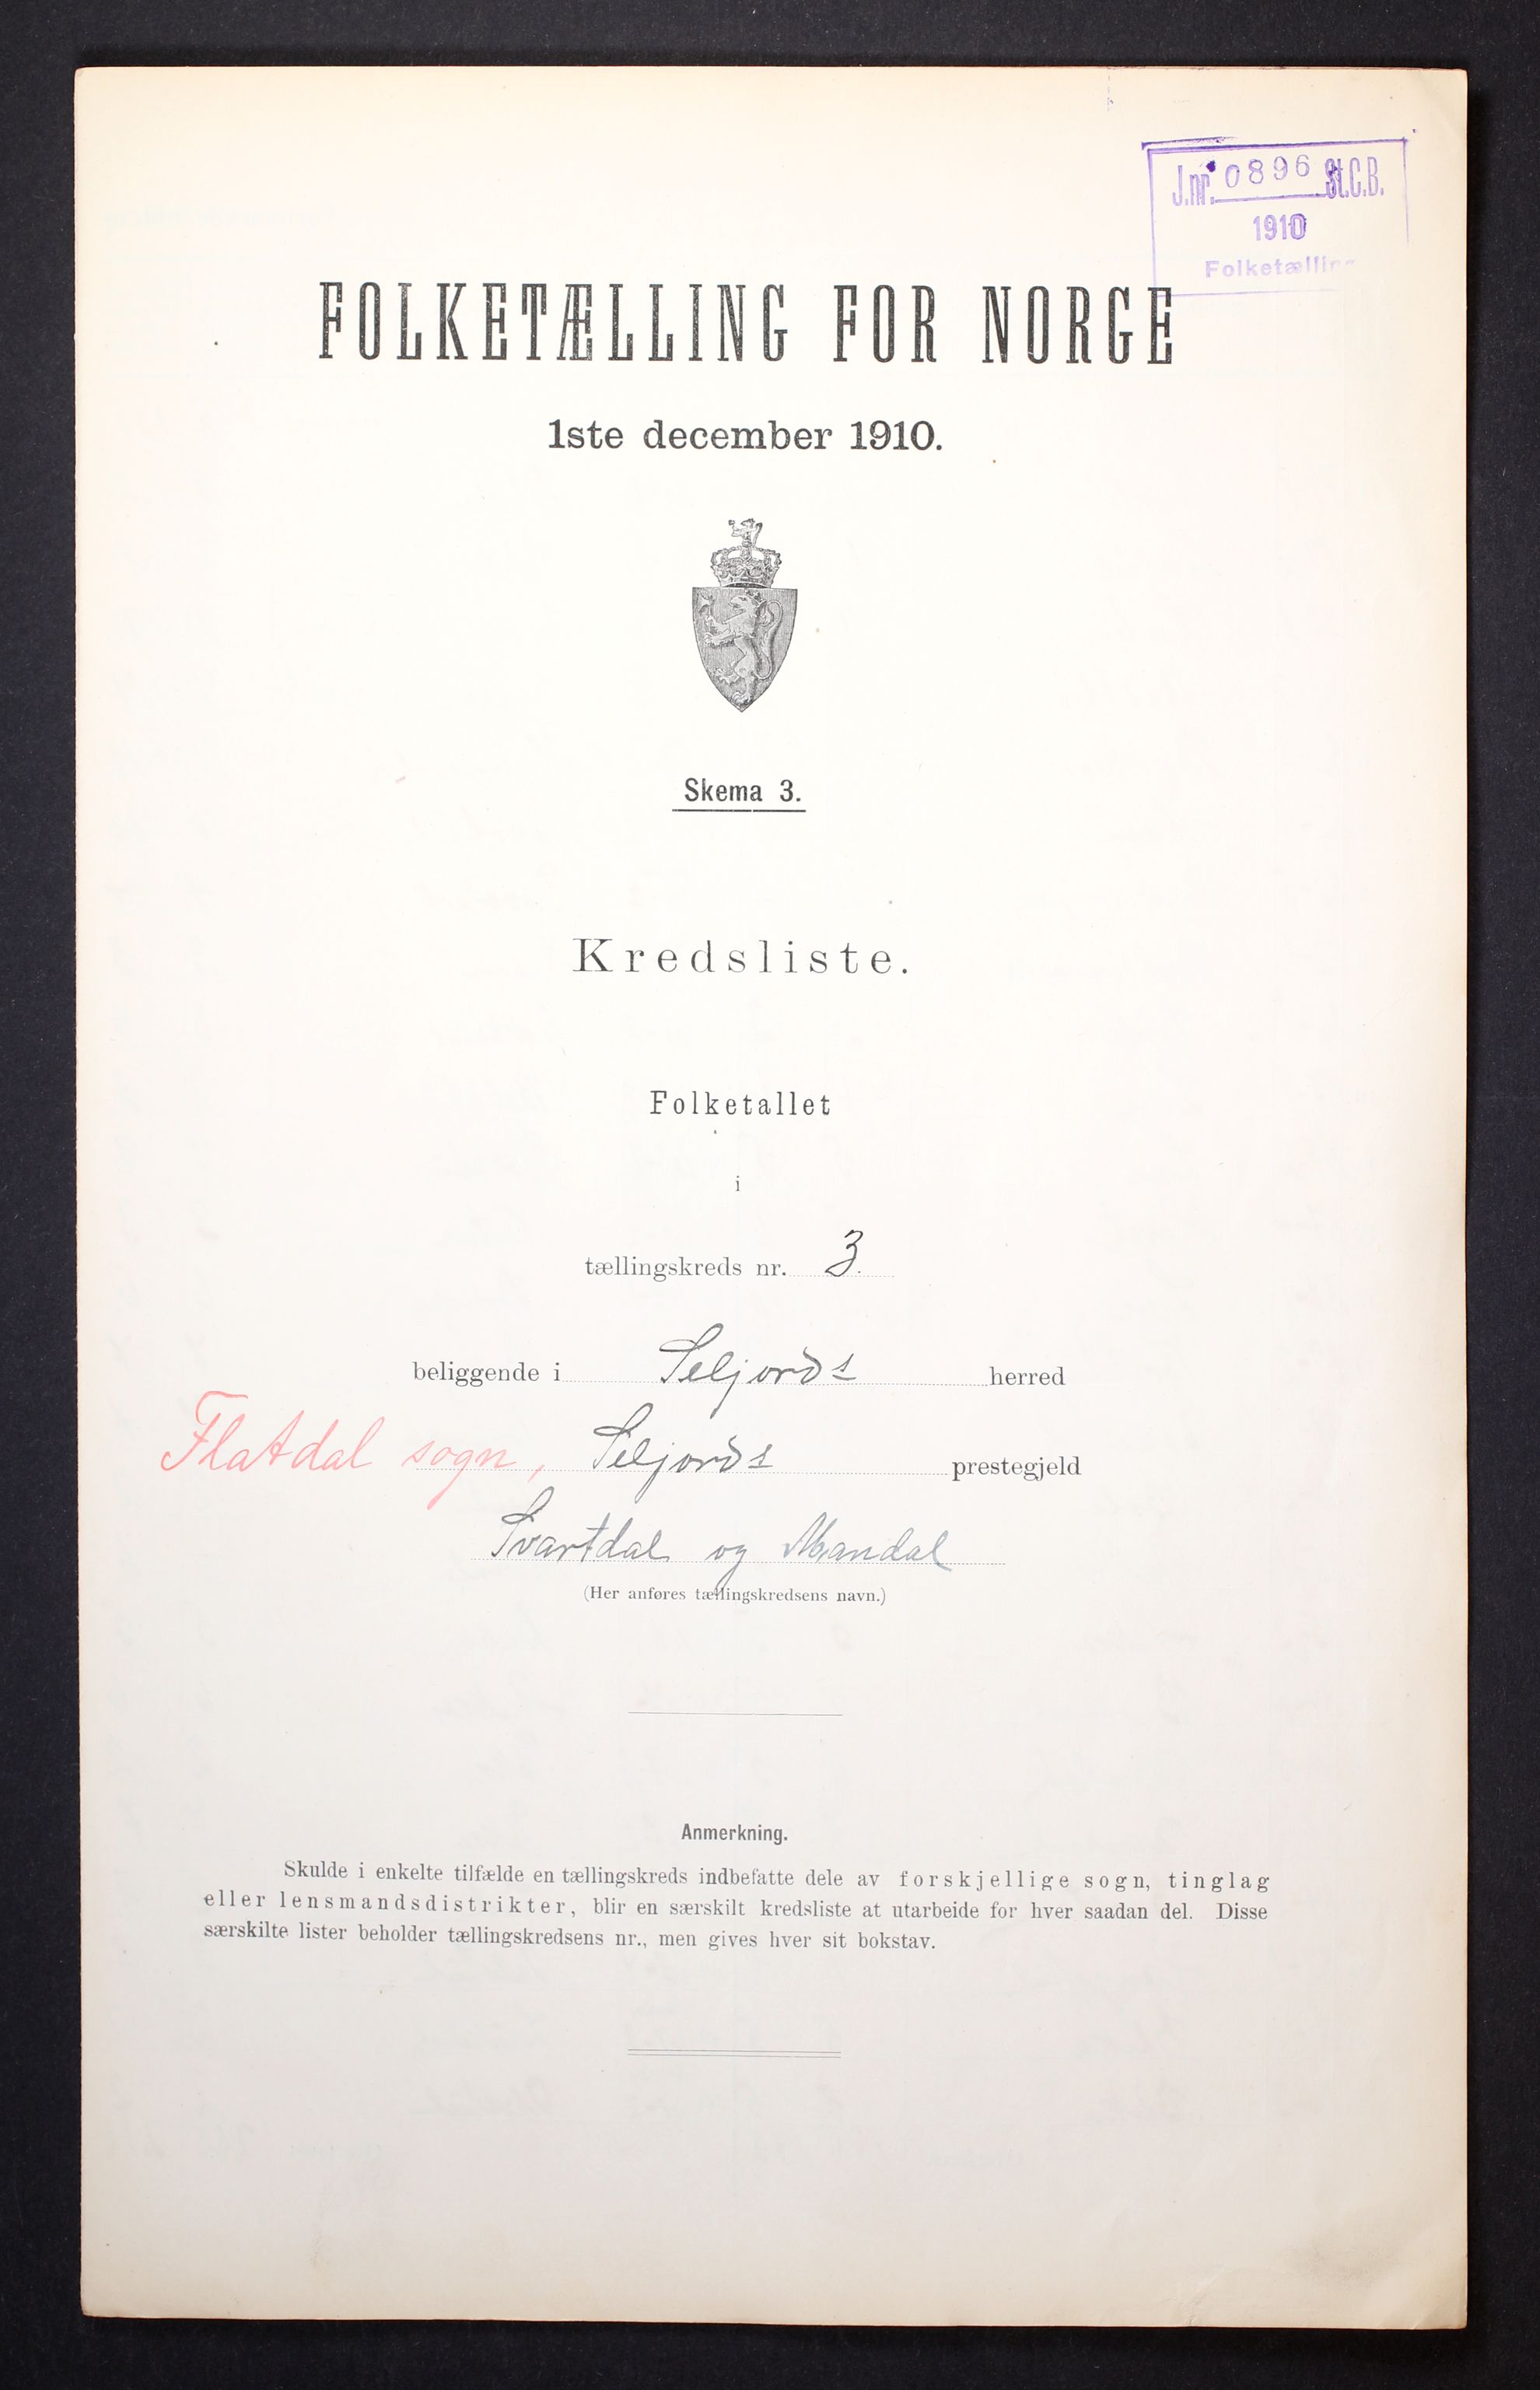 J.nr. 0896 St.C.B.
1910
Folketælling
FOLKETÆLLING FOR NORGE
1ste december 1910.
Skema 3.
Kredsliste.
Folketallet
i
tællingskreds nr. 3.
beliggende i Seljords herred
Flatdal sogn, Seljords prestegjeld
Svartdal og Mandal
(Her anføres tællingskredsens navn.)
Anmerkning.
Skulde i enkelte tilfælde en tællingskreds indbefatte dele av forskjellige sogn, tinglag
eller lensmandsdistrikter, blir en særskilt kredsliste at utarbeide for hver saadan del. Disse
særskilte lister beholder tællingskredsens nr., men gives hver sit bokstav.